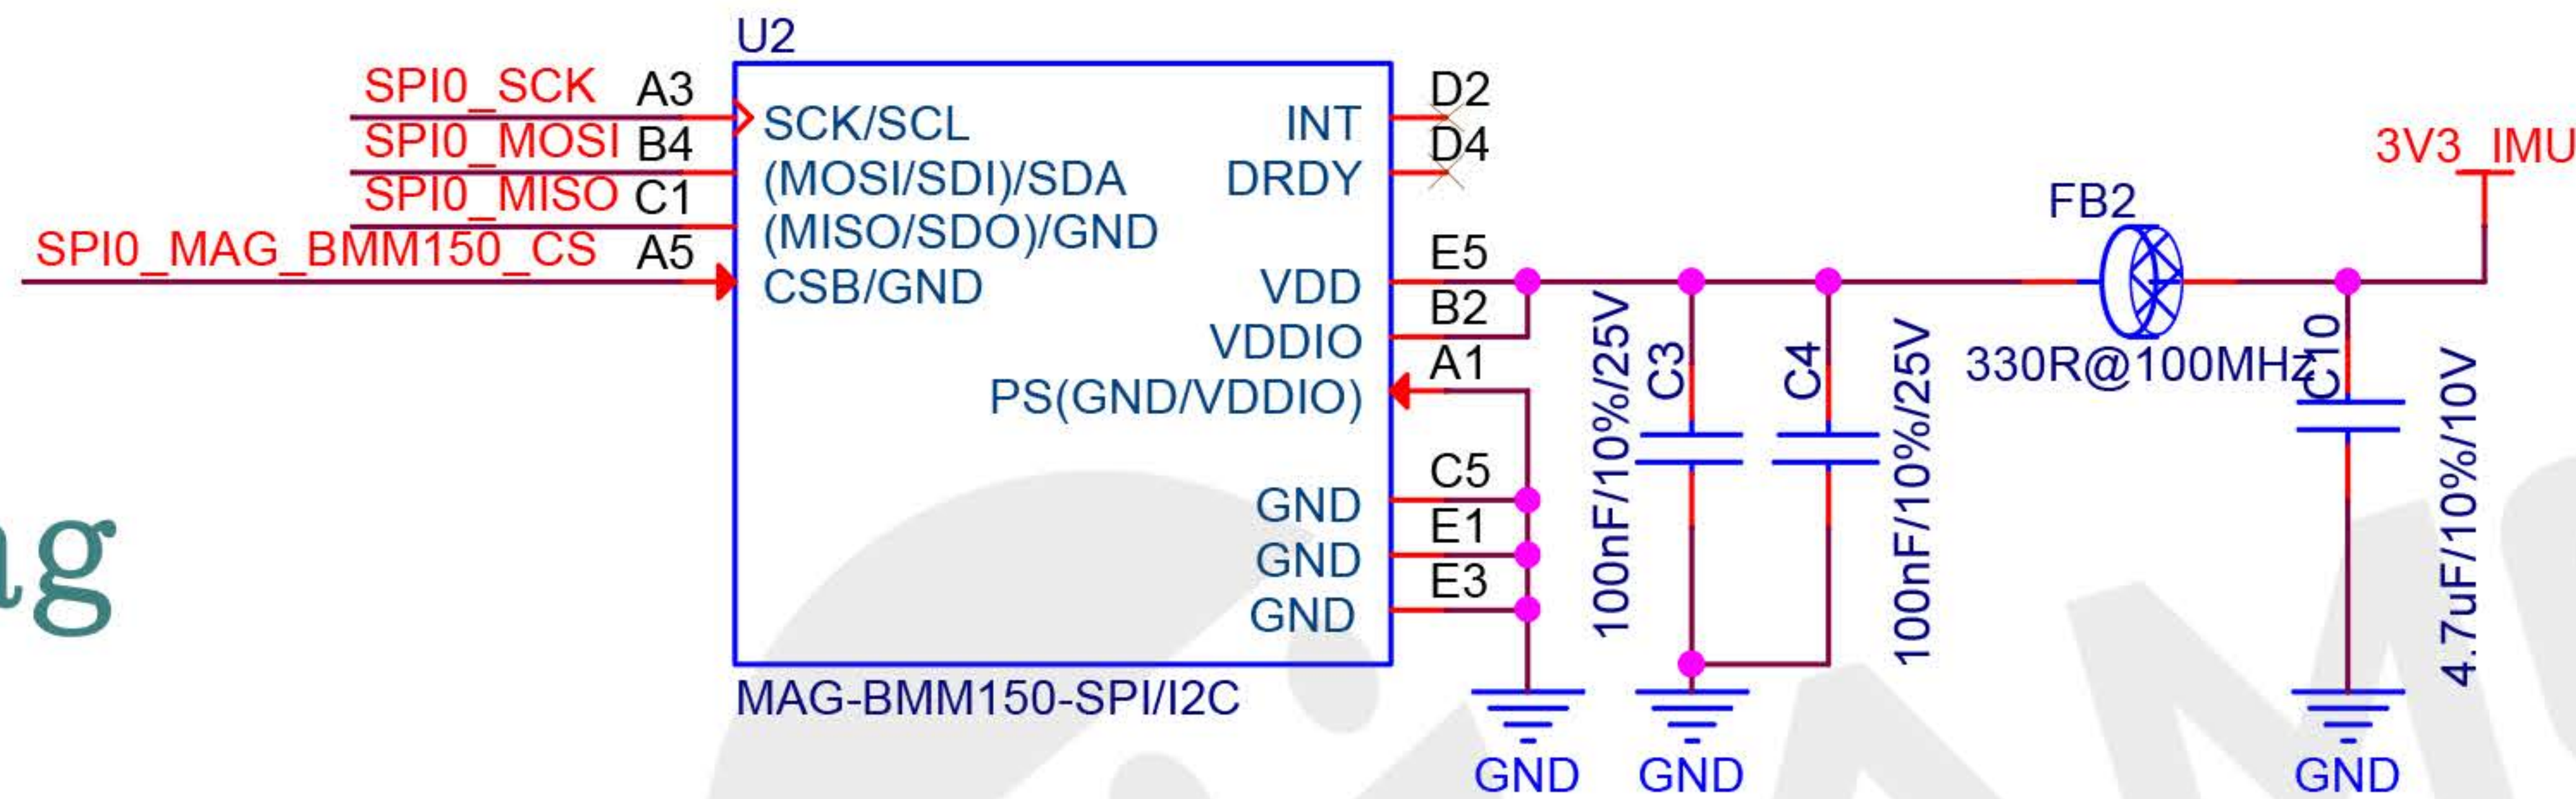 U2
SPI0_SCK A3
SPI0_MOSI B4
SPI0_MISO C1
SPI0_MAG_BMM150_CS A5
SCK/SCL
(MOSI/SDI)/SDA
(MISO/SDO)/GND
CSB/GND
INT D2
DRDY D4
VDD E5
VDDIO B2
PS(GND/VDDIO) A1
GND C5
GND E1
GND E3
MAG-BMM150-SPI/I2C
GND
100nF/10%/25V
C3
GND
C4
100nF/10%/25V
FB2
330R@100MHz
3V3_IMU
C10
4.7uF/10%/10V
GND